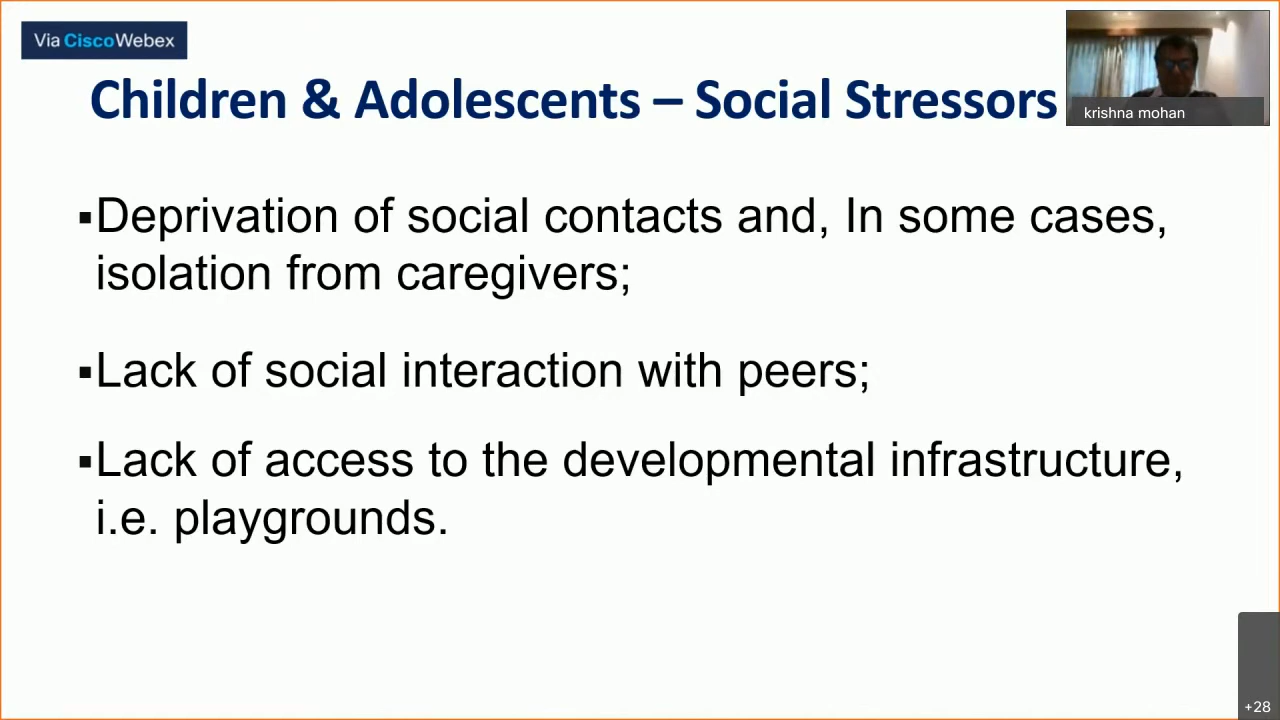 Via CiscoWebex
Children & Adolescents – Social Stressors
krishna mohan
▪Deprivation of social contacts and, In some cases,
isolation from caregivers;
▪Lack of social interaction with peers;
▪Lack of access to the developmental infrastructure,
i.e. playgrounds.
+28